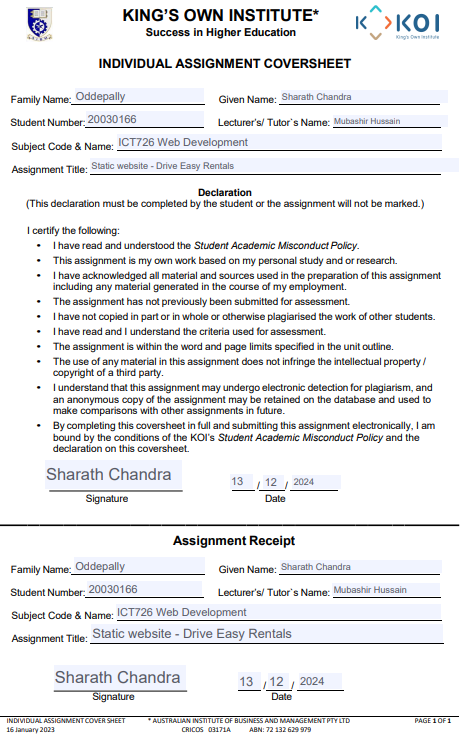 KING'S OWN INSTITUTE*
Success in Higher Education
KOI
King's Own Institute
INDIVIDUAL ASSIGNMENT COVERSHEET
Family Name: Oddepally Given Name: Sharath Chandra
Student Number: 20030166 Lecturer's/ Tutor`s Name: Mubashir Hussain
Subject Code & Name: ICT726 Web Development
Assignment Title: Static website - Drive Easy Rentals
Declaration
(This declaration must be completed by the student or the assignment will not be marked.)
I certify the following:
• I have read and understood the Student Academic Misconduct Policy.
• This assignment is my own work based on my personal study and or research.
• I have acknowledged all material and sources used in the preparation of this assignment
including any material generated in the course of my employment.
• The assignment has not previously been submitted for assessment.
• I have not copied in part or in whole or otherwise plagiarised the work of other students.
• I have read and I understand the criteria used for assessment.
• The assignment is within the word and page limits specified in the unit outline.
• The use of any material in this assignment does not infringe the intellectual property /
copyright of a third party.
• I understand that this assignment may undergo electronic detection for plagiarism, and
an anonymous copy of the assignment may be retained on the database and used to
make comparisons with other assignments in future.
• By completing this coversheet in full and submitting this assignment electronically, I am
bound by the conditions of the KOI's Student Academic Misconduct Policy and the
declaration on this coversheet.
Sharath Chandra 13 / 12 / 2024
Signature Date
Assignment Receipt
Family Name: Oddepally Given Name: Sharath Chandra
Student Number: 20030166 Lecturer's/ Tutor`s Name: Mubashir Hussain
Subject Code & Name: ICT726 Web Development
Assignment Title: Static website - Drive Easy Rentals
Sharath Chandra 13 / 12 / 2024
Signature Date
INDIVIDUAL ASSIGNMENT COVER SHEET * AUSTRALIAN INSTITUTE OF BUSINESS AND MANAGEMENT PTY LTD PAGE 1 OF 1
16 January 2023 CRICOS 03171A ABN: 72 132 629 979